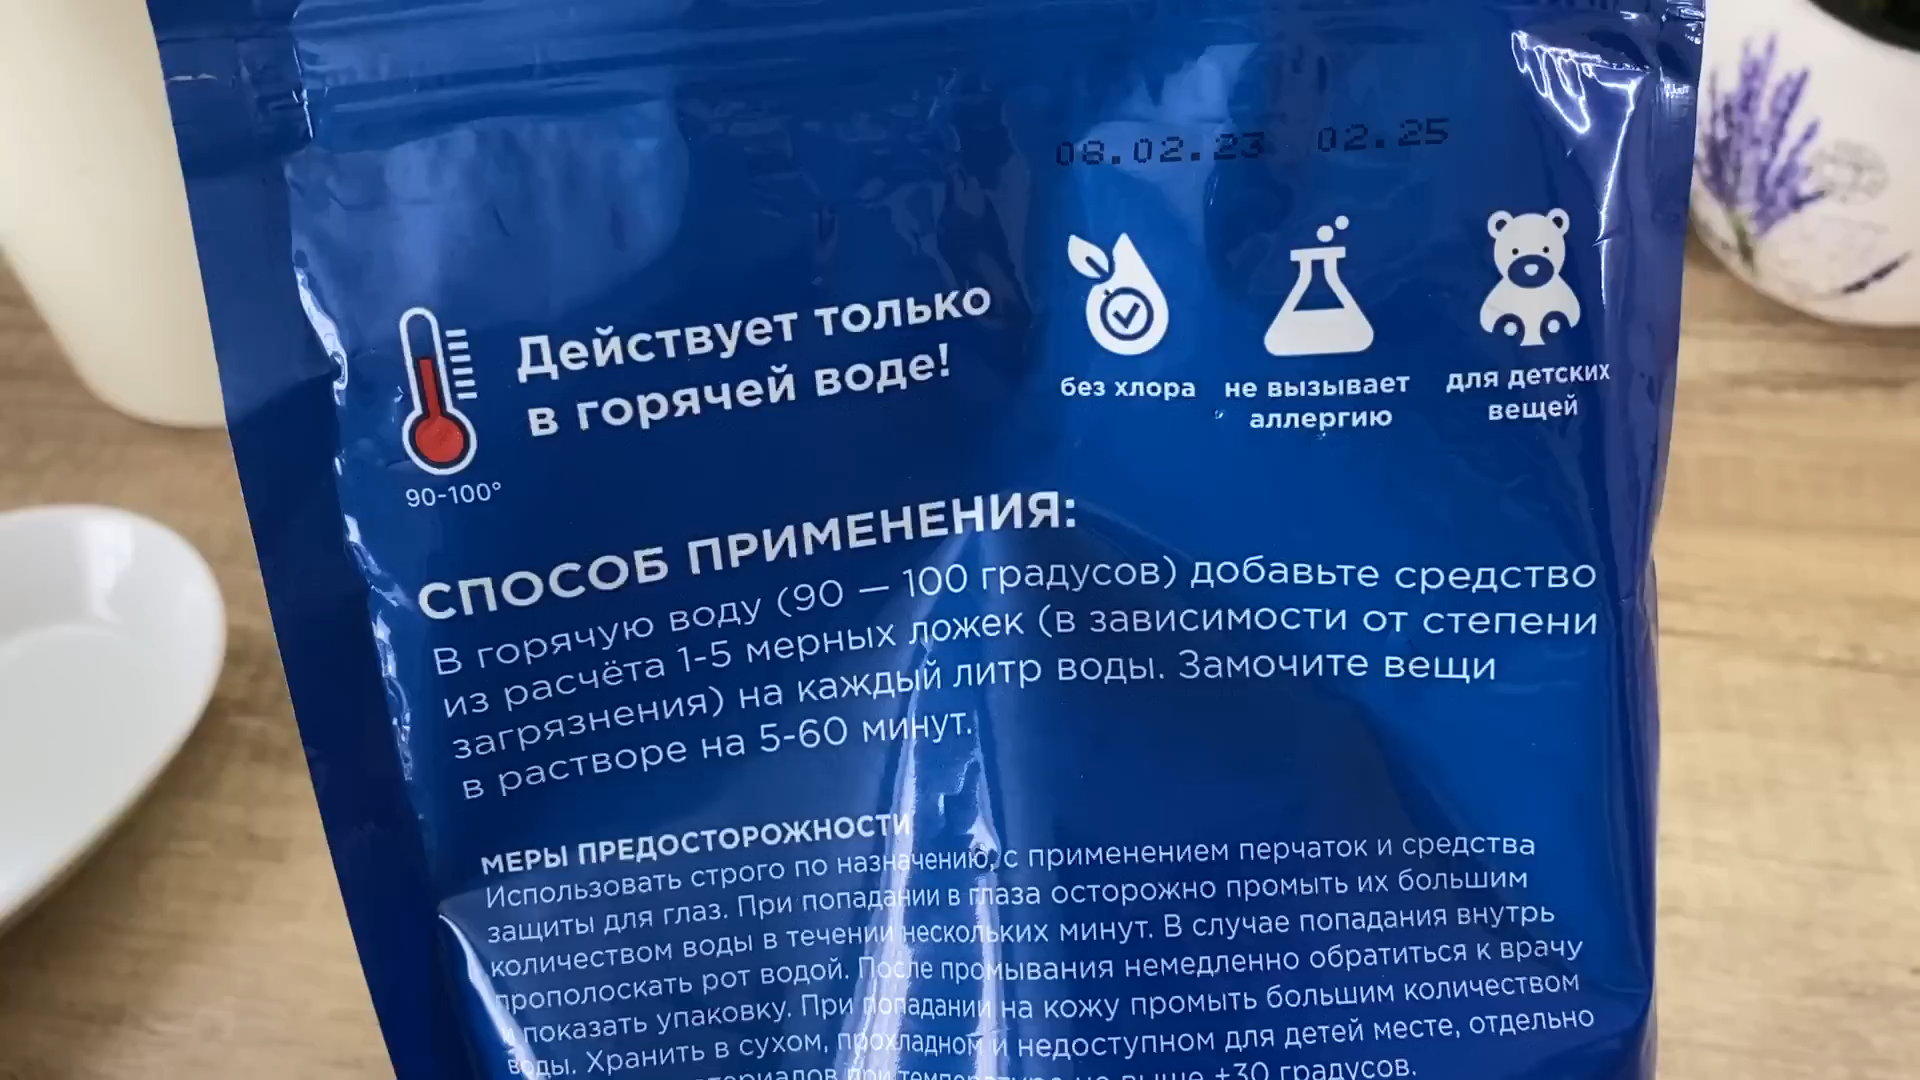 08.02.23 02.25
Действует только
в горячей воде!
90-100°
без хлора
не вызывает
аллергию
для детских
вещей
СПОСОБ ПРИМЕНЕНИЯ:
В горячую воду (90 — 100 градусов) добавьте средство
из расчёта 1-5 мерных ложек (в зависимости от степени
загрязнения) на каждый литр воды. Замочите вещи
в растворе на 5-60 минут.
МЕРЫ ПРЕДОСТОРОЖНОСТИ
Использовать строго по назначению, с применением перчаток и средства
защиты для глаз. При попадании в глаза осторожно промыть их большим
количеством воды в течении нескольких минут. В случае попадания внутрь
прополоскать рот водой. После промывания немедленно обратиться к врачу
и показать упаковку. При попадании на кожу промыть большим количеством
воды. Хранить в сухом, прохладном и недоступном для детей месте, отдельно
при температуре не выше +30 градусов.